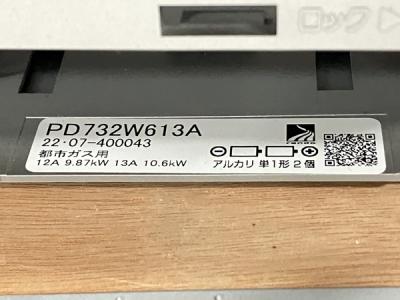 ロック
PD732W613A
22・07-400043
都市ガス用
12A 9.87kW 13A 10.6kW
アルカリ 単1形 2個